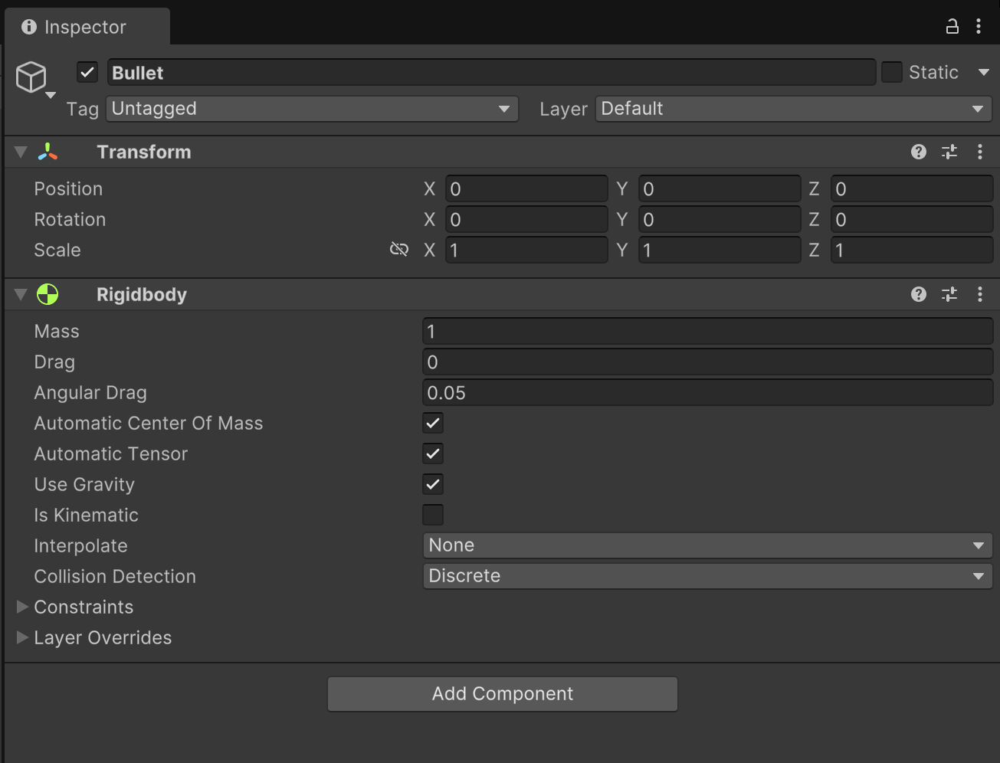 Inspector
Bullet Static
Tag Untagged Layer Default
Transform
Position X 0 Y 0 Z 0
Rotation X 0 Y 0 Z 0
Scale X 1 Y 1 Z 1
Rigidbody
Mass 1
Drag 0
Angular Drag 0.05
Automatic Center Of Mass
Automatic Tensor
Use Gravity
Is Kinematic
Interpolate None
Collision Detection Discrete
Constraints
Layer Overrides
Add Component